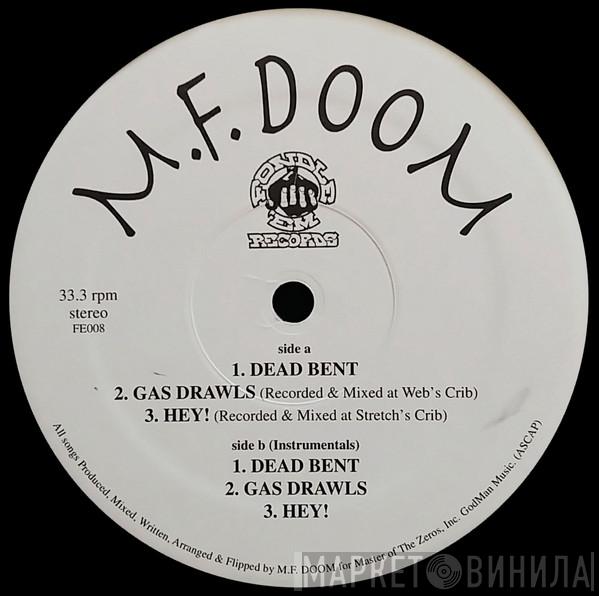 M.F. DOOM
FONDLE
'EM
RECORDS
33.3 rpm
stereo
FE008
side a
1. DEAD BENT
2. GAS DRAWLS (Recorded & Mixed at Web's Crib)
3. HEY! (Recorded & Mixed at Stretch's Crib)
side b (Instrumentals)
1. DEAD BENT
2. GAS DRAWLS
3. HEY!
All songs Produced, Mixed, Written, Arranged & Flipped by M.F. DOOM for Master of The Zeros, Inc. GodMan Music. (ASCAP)
МАРКЕТ ВИНИЛА